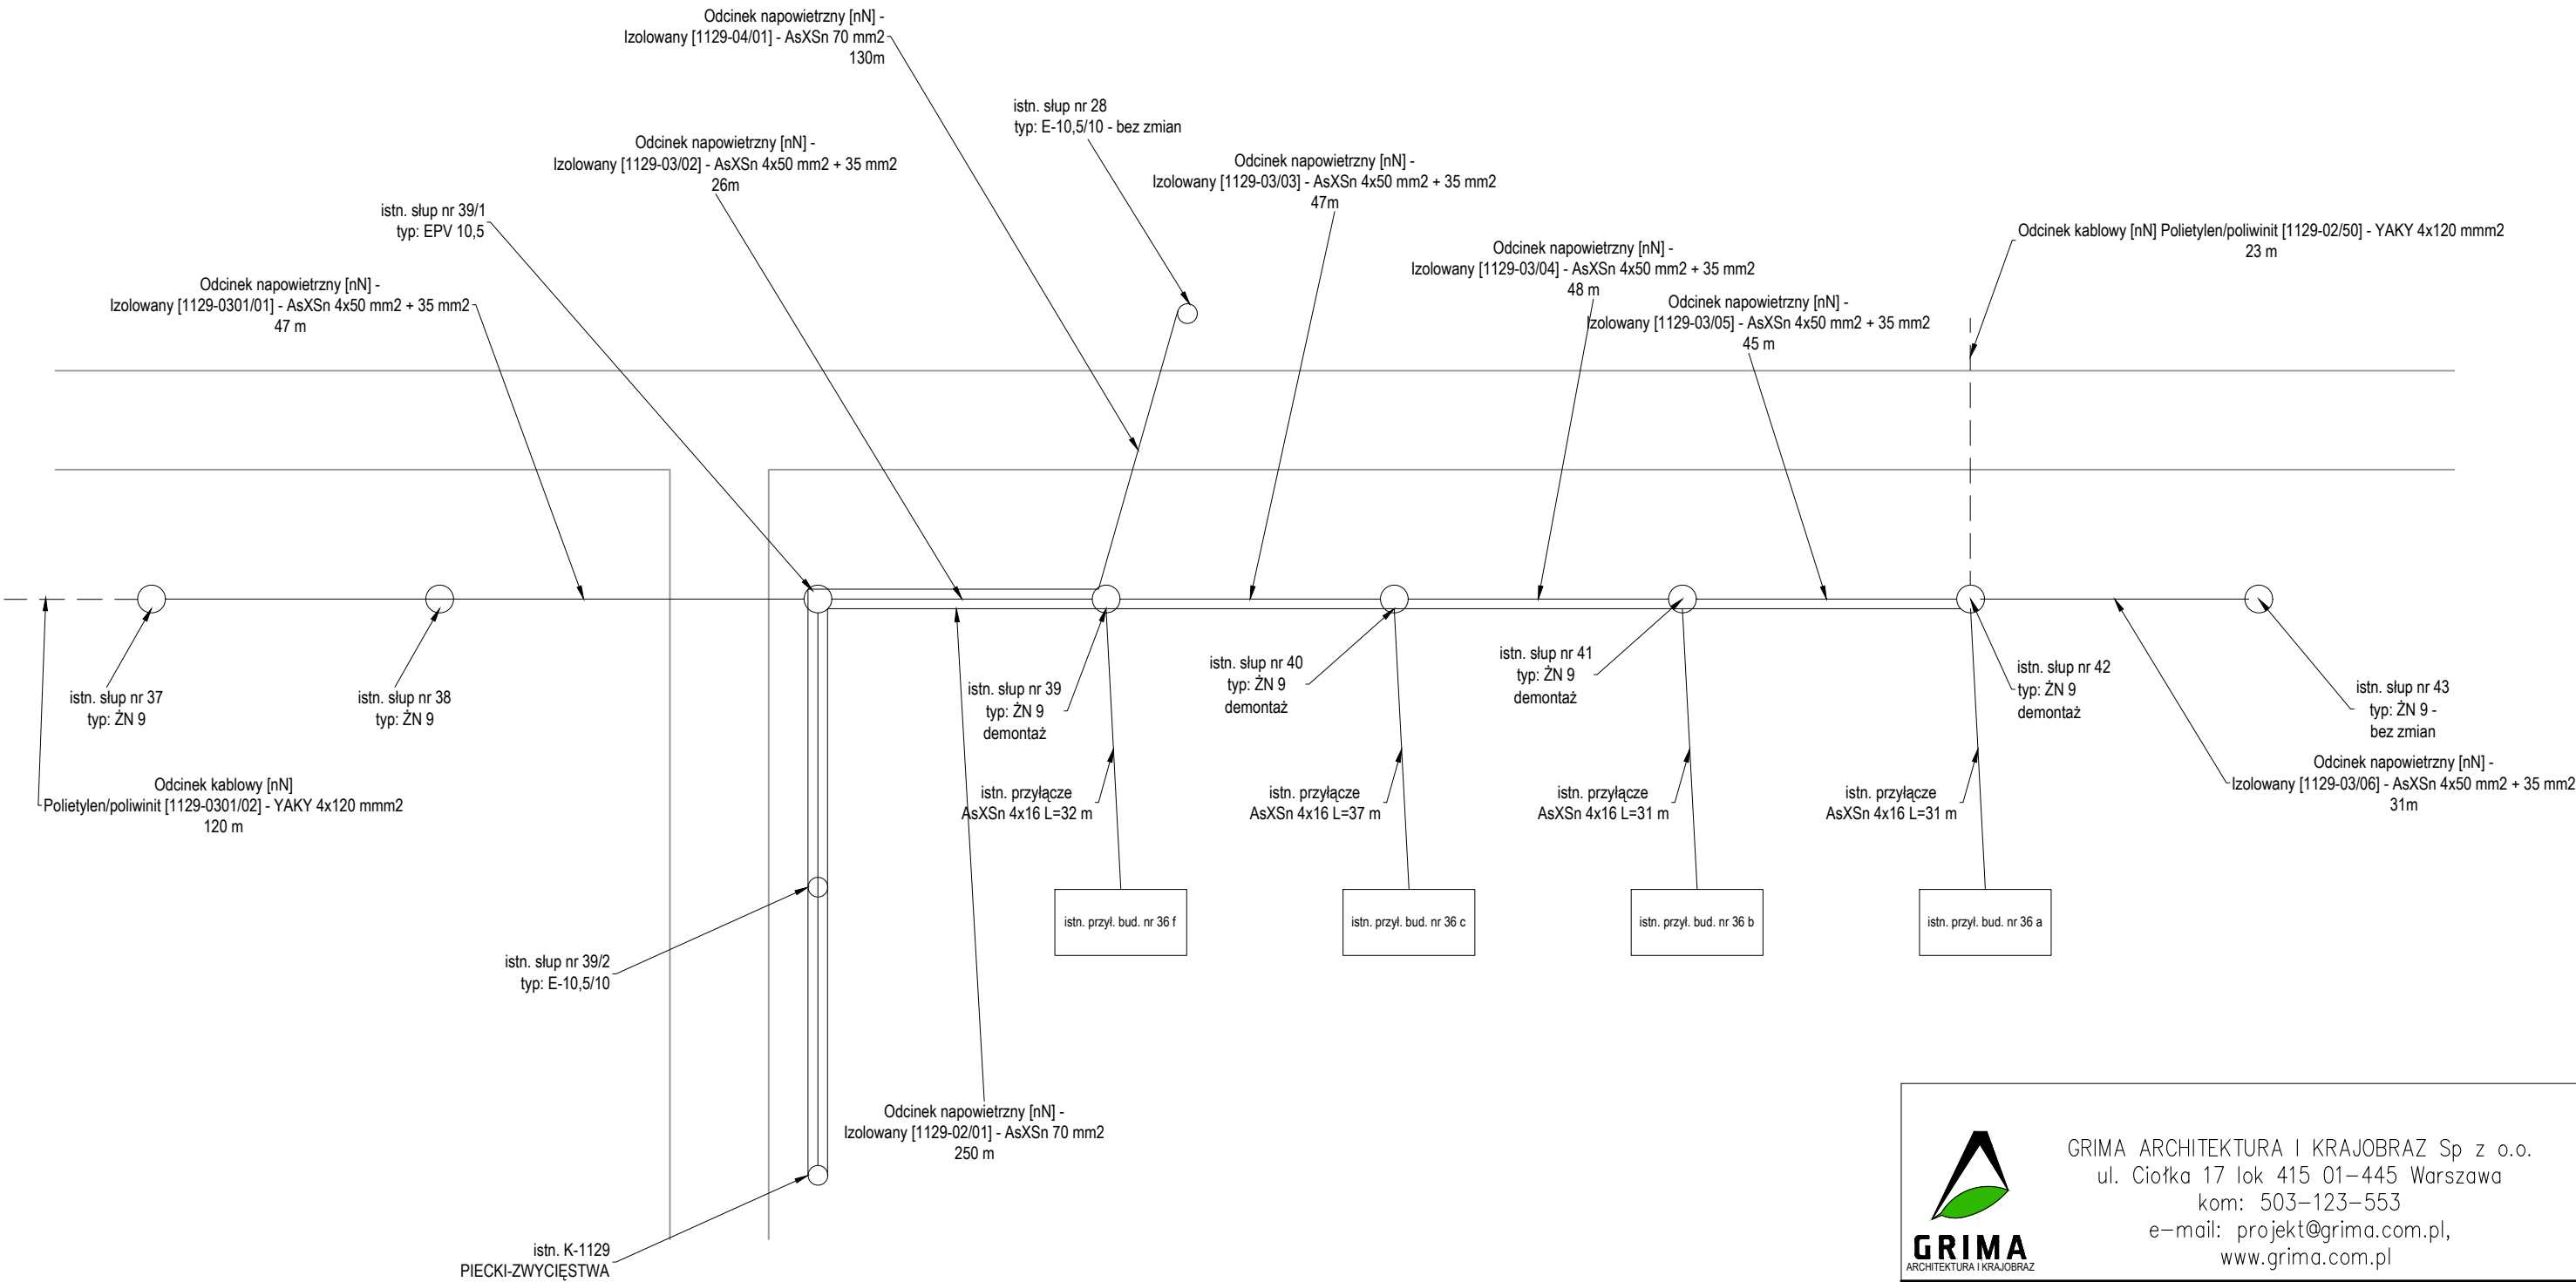 Odcinek napowietrzny [nN] -
Izolowany [1129-04/01] - AsXSn 70 mm2
130m
istn. słup nr 28
typ: E-10,5/10 - bez zmian
Odcinek napowietrzny [nN] -
Izolowany [1129-03/02] - AsXSn 4x50 mm2 + 35 mm2
26m
Odcinek napowietrzny [nN] -
Izolowany [1129-03/03] - AsXSn 4x50 mm2 + 35 mm2
47m
istn. słup nr 39/1
typ: EPV 10,5
Odcinek kablowy [nN] Polietylen/poliwinit [1129-02/50] - YAKY 4x120 mmm2
23 m
Odcinek napowietrzny [nN] -
Izolowany [1129-03/04] - AsXSn 4x50 mm2 + 35 mm2
48 m
Odcinek napowietrzny [nN] -
Izolowany [1129-0301/01] - AsXSn 4x50 mm2 + 35 mm2
47 m
Odcinek napowietrzny [nN] -
Izolowany [1129-03/05] - AsXSn 4x50 mm2 + 35 mm2
45 m
istn. słup nr 37
typ: ŻN 9
istn. słup nr 38
typ: ŻN 9
istn. słup nr 39
typ: ŻN 9
demontaż
istn. słup nr 40
typ: ŻN 9
demontaż
istn. słup nr 41
typ: ŻN 9
demontaż
istn. słup nr 42
typ: ŻN 9
demontaż
istn. słup nr 43
typ: ŻN 9 -
bez zmian
Odcinek kablowy [nN]
Polietylen/poliwinit [1129-0301/02] - YAKY 4x120 mmm2
120 m
istn. przyłącze
AsXSn 4x16 L=32 m
istn. przyłącze
AsXSn 4x16 L=37 m
istn. przyłącze
AsXSn 4x16 L=31 m
istn. przyłącze
AsXSn 4x16 L=31 m
Odcinek napowietrzny [nN] -
Izolowany [1129-03/06] - AsXSn 4x50 mm2 + 35 mm2
31m
istn. przył. bud. nr 36 f
istn. przył. bud. nr 36 c
istn. przył. bud. nr 36 b
istn. przył. bud. nr 36 a
istn. słup nr 39/2
typ: E-10,5/10
Odcinek napowietrzny [nN] -
Izolowany [1129-02/01] - AsXSn 70 mm2
250 m
istn. K-1129
PIECKI-ZWYCIĘSTWA
GRIMA
ARCHITEKTURA I KRAJOBRAZ
GRIMA ARCHITEKTURA I KRAJOBRAZ Sp z o.o.
ul. Ciołka 17 lok 415 01-445 Warszawa
kom: 503-123-553
e-mail: projekt@grima.com.pl,
www.grima.com.pl